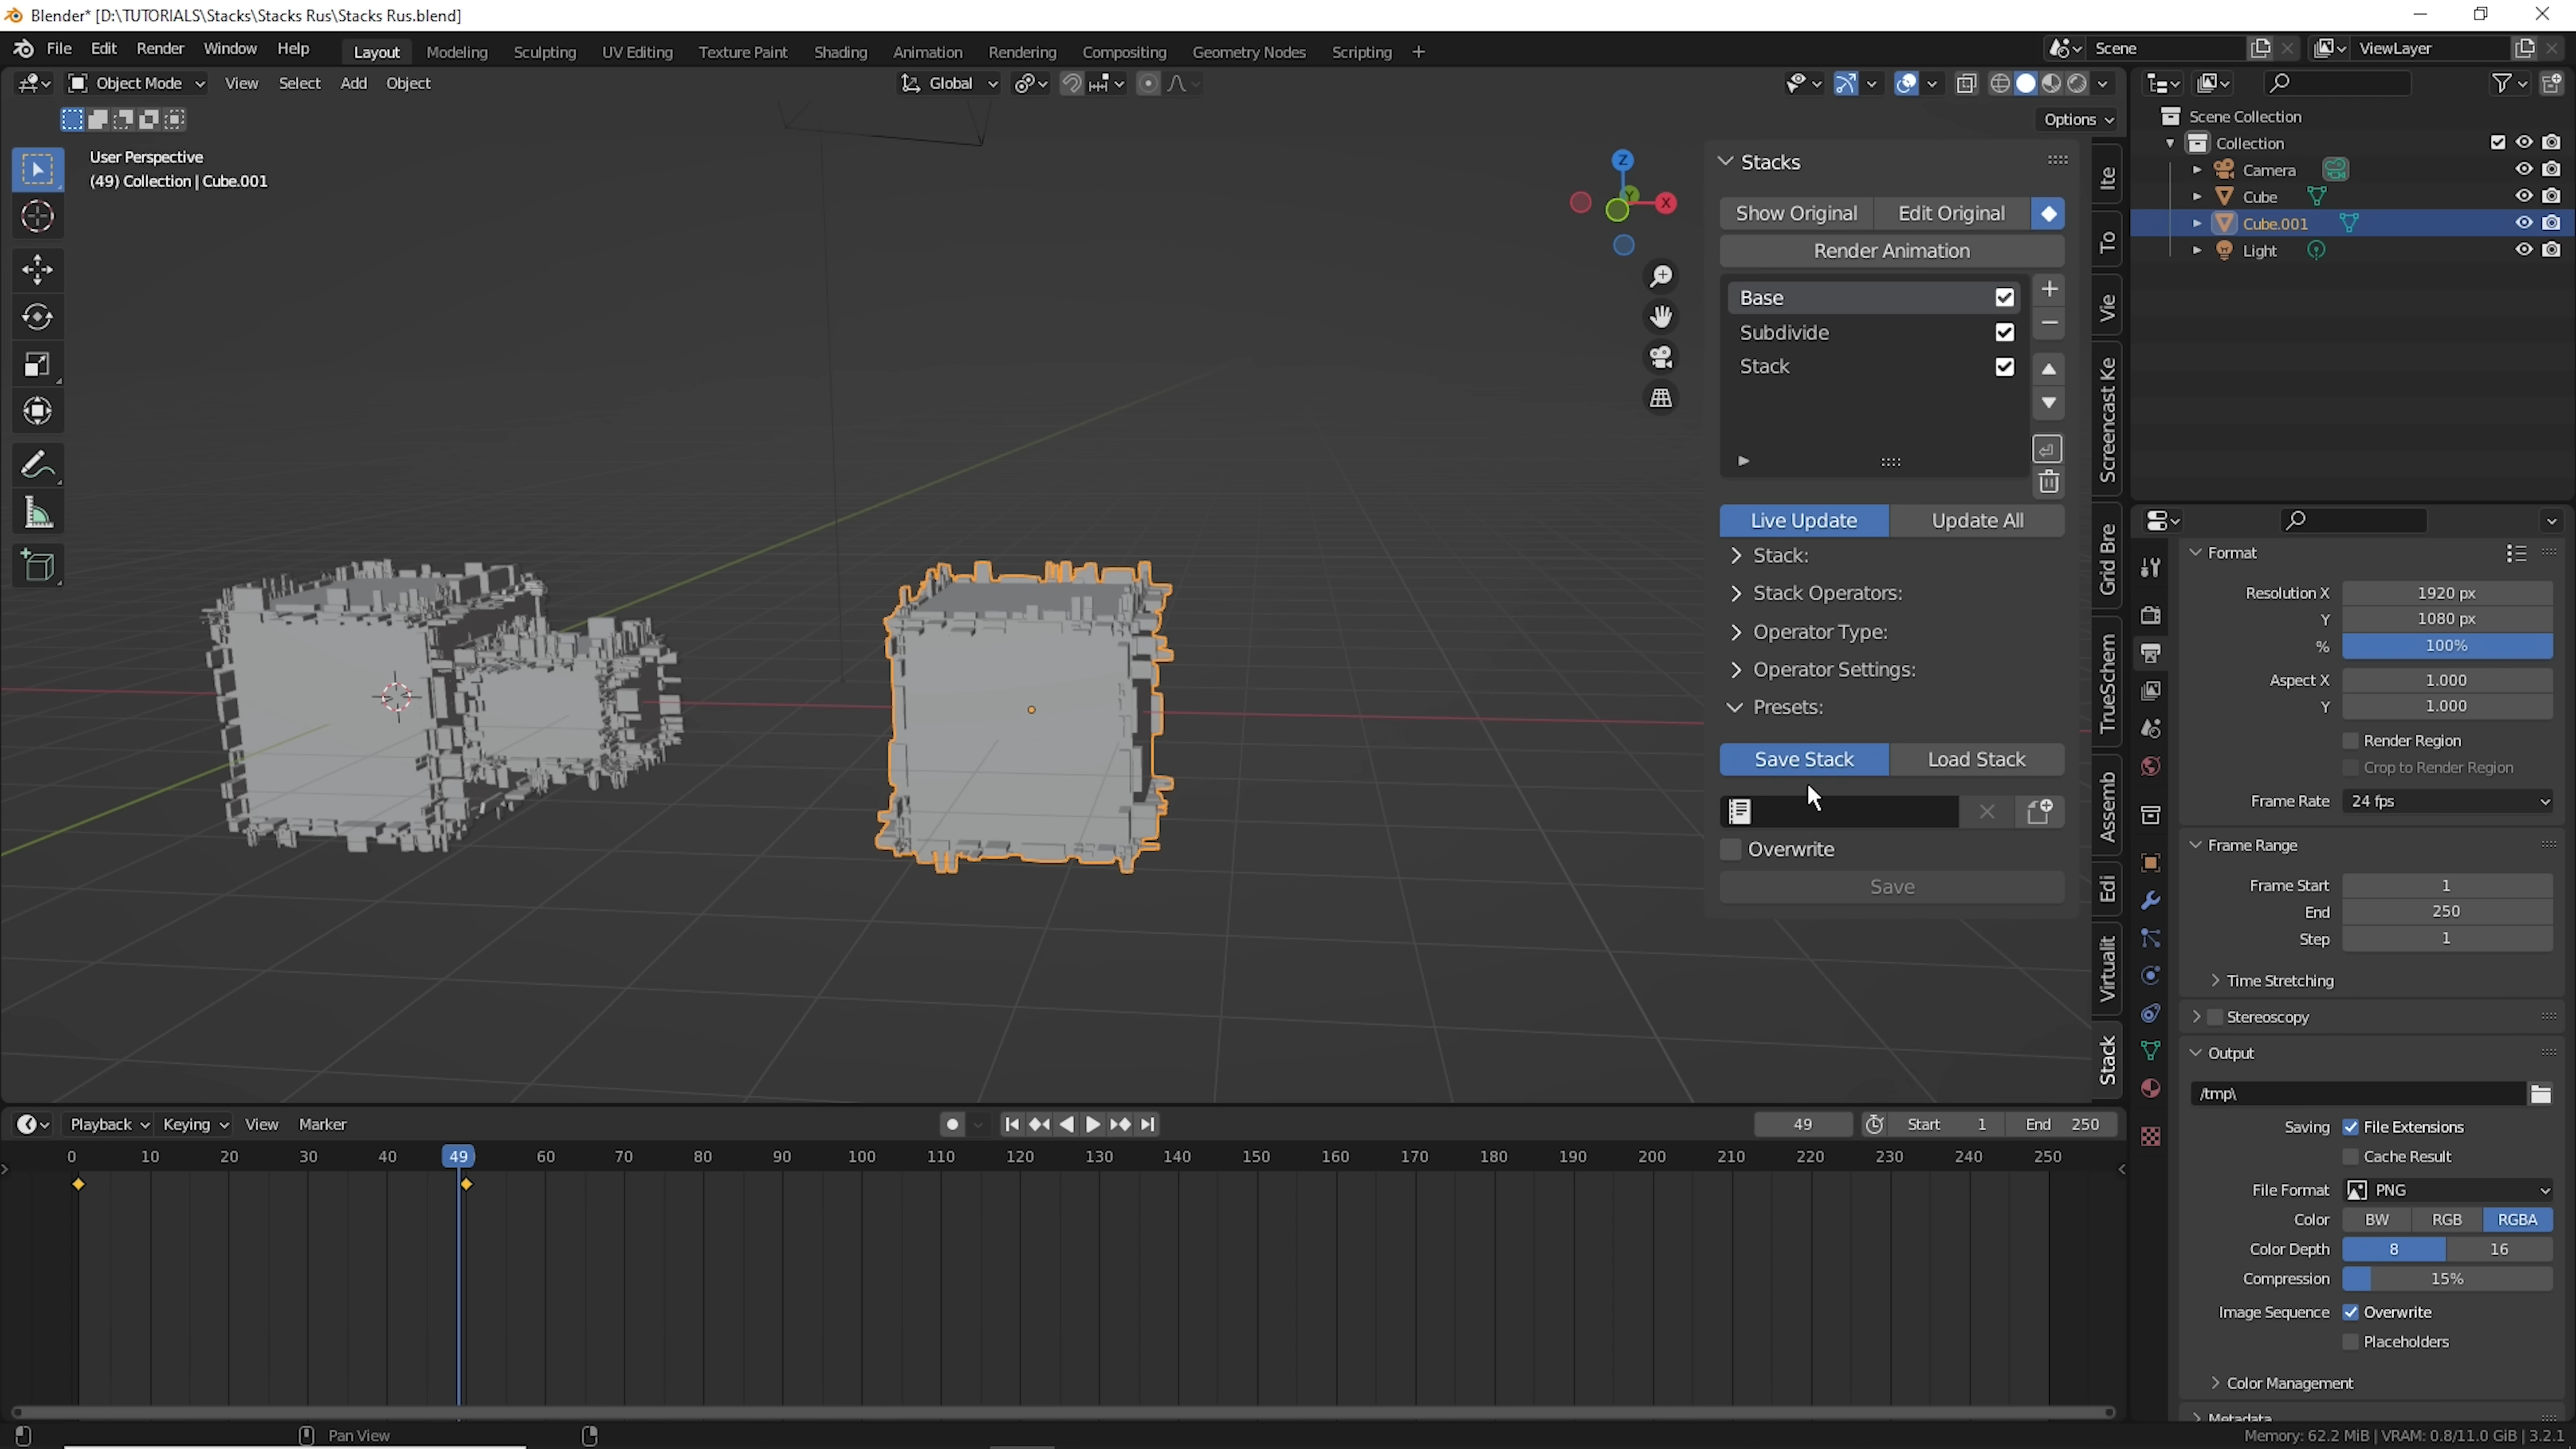 Blender* [D:\TUTORIALS\Stacks\Stacks Rus\Stacks Rus.blend]
File Edit Render Window Help Layout Modeling Sculpting UV Editing Texture Paint Shading Animation Rendering Compositing Geometry Nodes Scripting + Scene ViewLayer
Object Mode View Select Add Object Global
Options
User Perspective
(49) Collection | Cube.001
Z
Y
X
Stacks
Show Original Edit Original
Render Animation
Base
Subdivide
Stack
Live Update Update All
Stack:
Stack Operators:
Operator Type:
Operator Settings:
Presets:
Save Stack Load Stack
Overwrite
Save
Ite
To
Vie
Screencast Ke
Grid Bre
TrueSchem
Assemb
Edi
Virtualit
Stack
Scene Collection
Collection
Camera
Cube
Cube.001
Light
Format
Resolution X 1920 px
Y 1080 px
% 100%
Aspect X 1.000
Y 1.000
Render Region
Crop to Render Region
Frame Rate 24 fps
Frame Range
Frame Start 1
End 250
Step 1
Time Stretching
Stereoscopy
Output
/tmp\
Saving File Extensions
Cache Result
File Format PNG
Color BW RGB RGBA
Color Depth 8 16
Compression 15%
Image Sequence Overwrite
Placeholders
Color Management
Metadata
Playback Keying View Marker 49 Start 1 End 250
0 10 20 30 40 49 60 70 80 90 100 110 120 130 140 150 160 170 180 190 200 210 220 230 240 250
Pan View
Memory: 62.2 MiB | VRAM: 0.8/11.0 GiB | 3.2.1